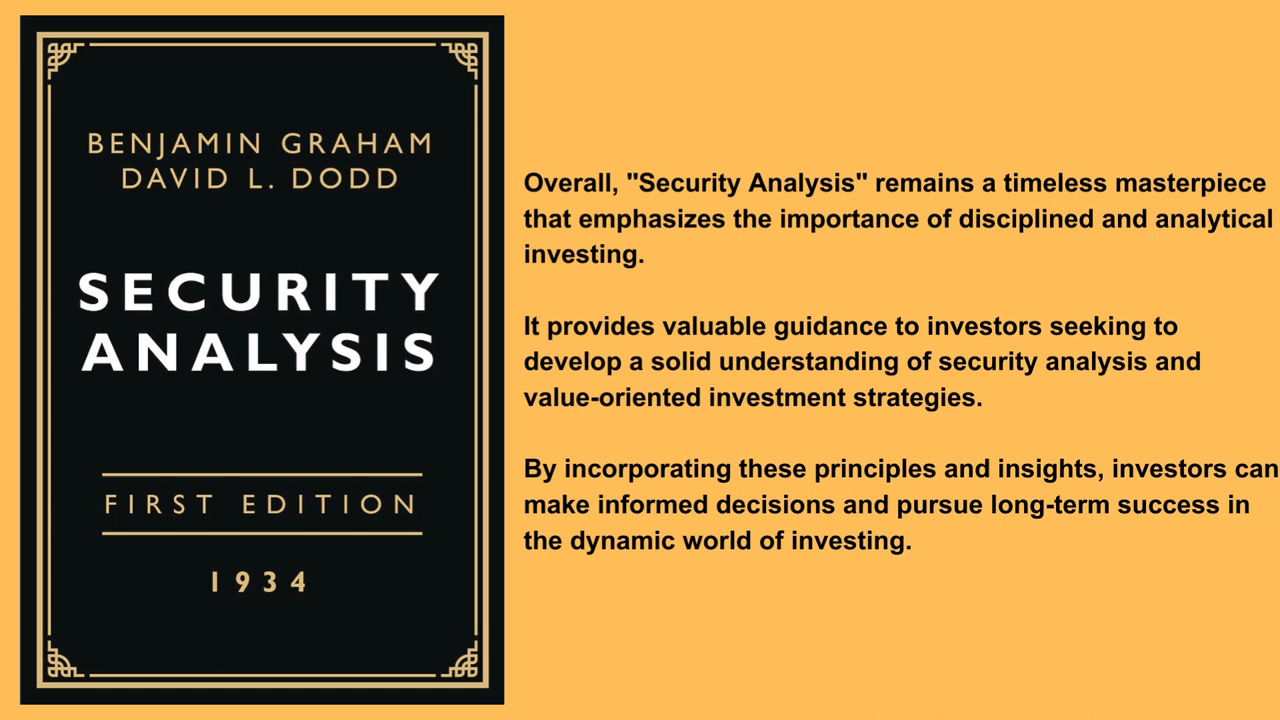 BENJAMIN GRAHAM
DAVID L. DODD
SECURITY
ANALYSIS
FIRST EDITION
1934
Overall, "Security Analysis" remains a timeless masterpiece
that emphasizes the importance of disciplined and analytical
investing.
It provides valuable guidance to investors seeking to
develop a solid understanding of security analysis and
value-oriented investment strategies.
By incorporating these principles and insights, investors can
make informed decisions and pursue long-term success in
the dynamic world of investing.